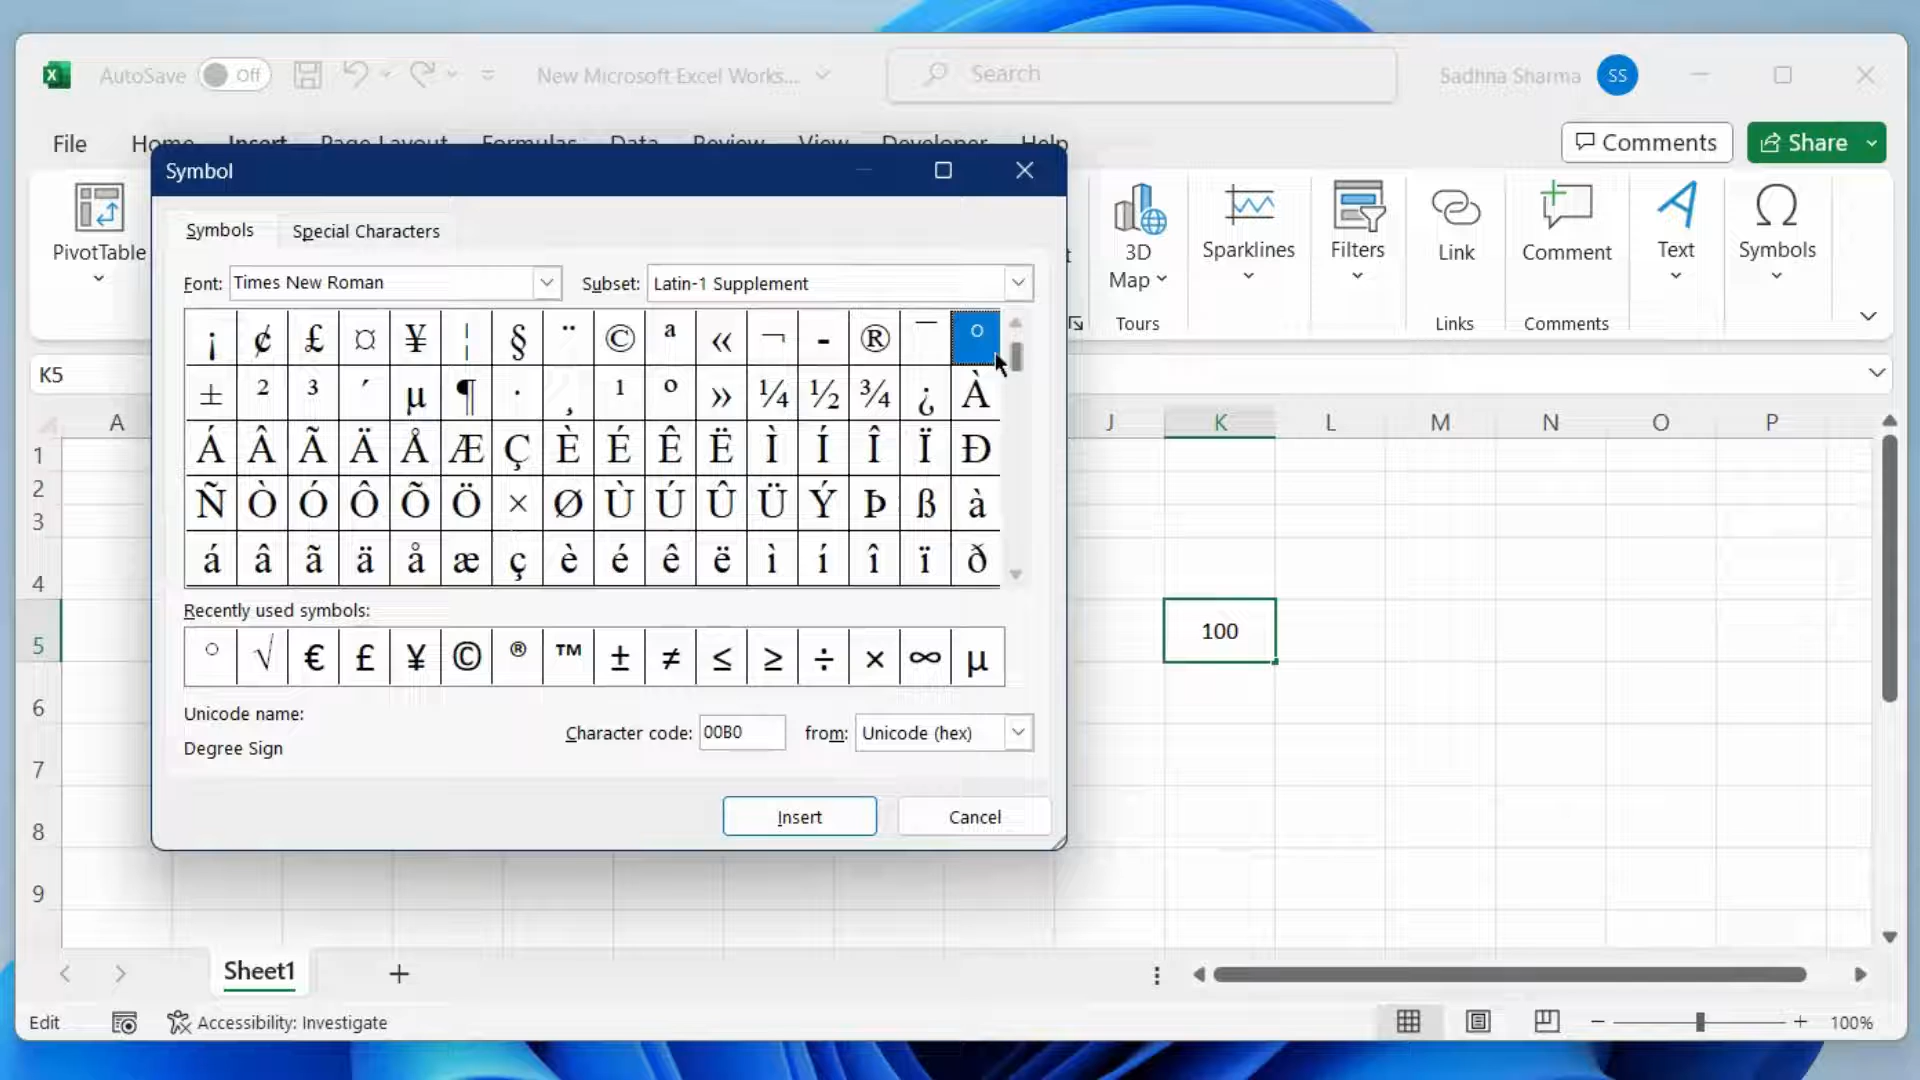 AutoSave Off New Microsoft Excel Works... Search Sadhna Sharma SS
File Home Insert Page Layout Formulas Data Review View Developer Help Comments Share
Symbol
Symbols Special Characters
Font: Times New Roman Subset: Latin-1 Supplement
¡ ¢ £ ¤ ¥ ¦ § ¨ © ª « ¬ - ® ¯ °
± ² ³ ´ µ ¶ · ¸ ¹ º » ¼ ½ ¾ ¿ À
Á Â Ã Ä Å Æ Ç È É Ê Ë Ì Í Î Ï Ð
Ñ Ò Ó Ô Õ Ö × Ø Ù Ú Û Ü Ý Þ ß à
á â ã ä å æ ç è é ê ë ì í î ï ð
Recently used symbols:
° √ € £ ¥ © ® ™ ± ≠ ≤ ≥ ÷ × ∞ µ
Unicode name:
Degree Sign
Character code: 00B0 from: Unicode (hex)
Insert Cancel
PivotTable
3D
Map
Tours
Sparklines
Filters
Link
Links
Comment
Comments
Text
Symbols
K5
A J K L M N O P
1
2
3
4
5 100
6
7
8
9
Sheet1
Edit Accessibility: Investigate 100%